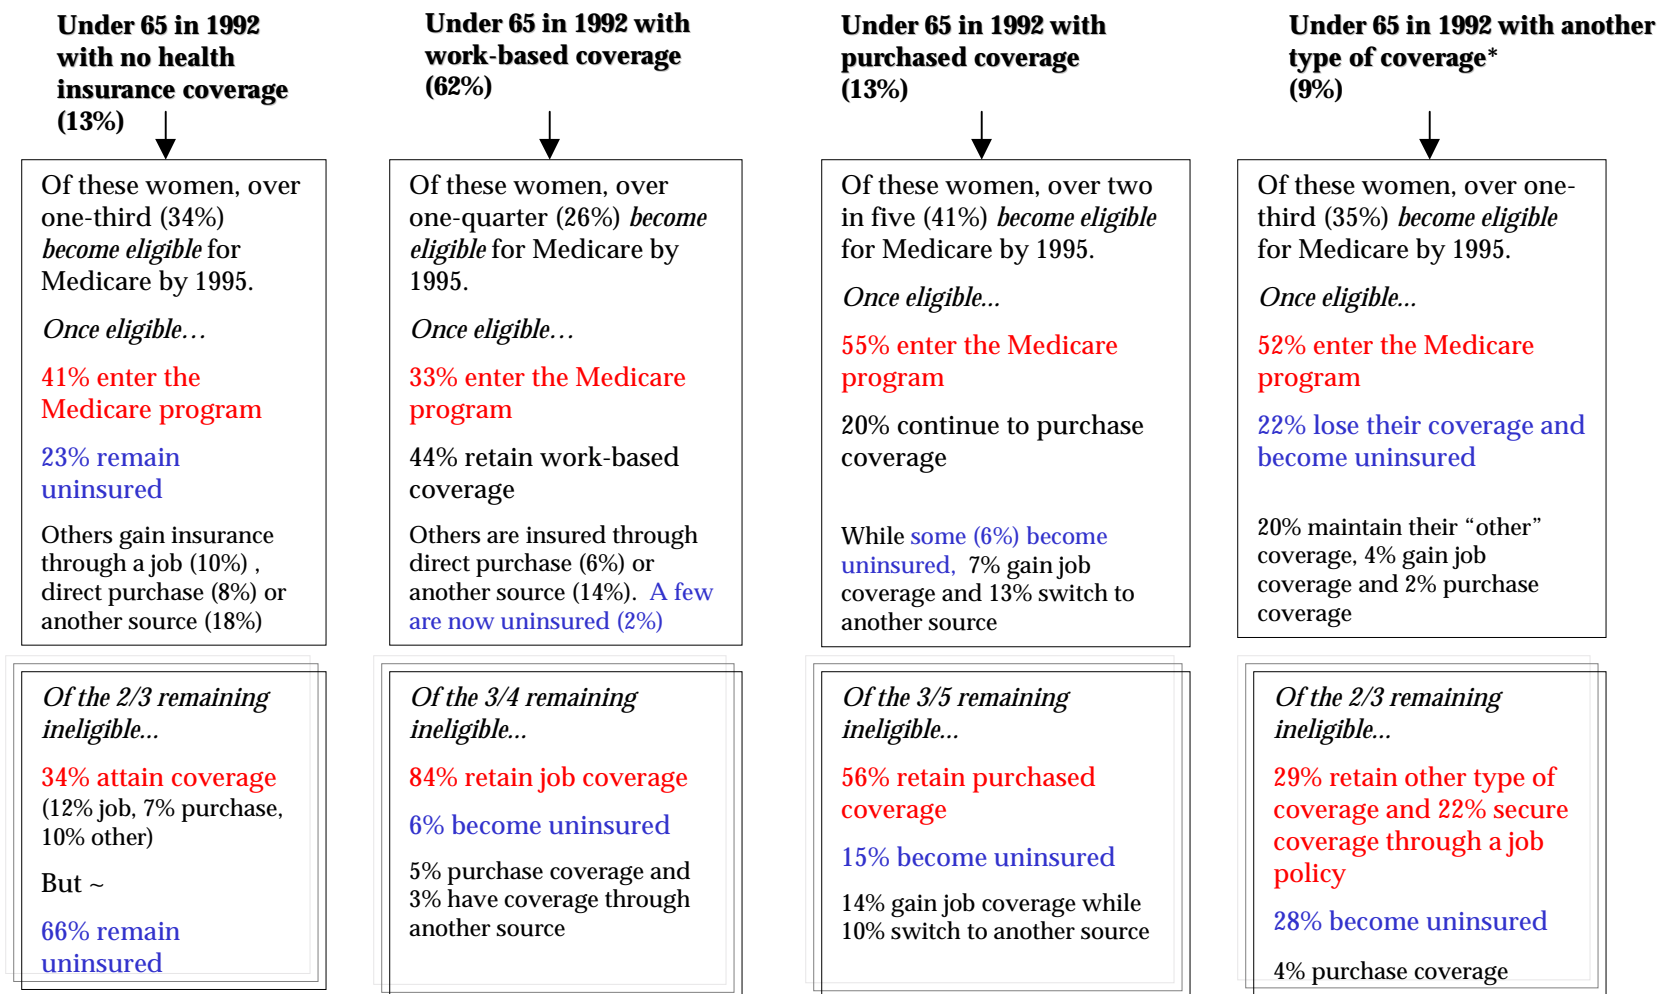 Under 65 in 1992
with no health
insurance coverage
(13%)
Of these women, over
one-third (34%)
become eligible for
Medicare by 1995.
Once eligible…
41% enter the
Medicare program
23% remain
uninsured
Others gain insurance
through a job (10%) ,
direct purchase (8%) or
another source (18%)
Of the 2/3 remaining
ineligible...
34% attain coverage
(12% job, 7% purchase,
10% other)
But ~
66% remain
uninsured
Under 65 in 1992 with
work-based coverage
(62%)
Of these women, over
one-quarter (26%) become
eligible for Medicare by
1995.
Once eligible…
33% enter the Medicare
program
44% retain work-based
coverage
Others are insured through
direct purchase (6%) or
another source (14%).  A few
are now uninsured (2%)
Of the 3/4 remaining
ineligible...
84% retain job coverage
6% become uninsured
5% purchase coverage and
3% have coverage through
another source
Under 65 in 1992 with
purchased coverage
(13%)
Of these women, over two
in five (41%) become eligible
for Medicare by 1995.
Once eligible...
55% enter the Medicare
program
20% continue to purchase
coverage
While some (6%) become
uninsured,  7% gain job
coverage and 13% switch to
another source
Of the 3/5 remaining
ineligible...
56% retain purchased
coverage
15% become uninsured
14% gain job coverage while
10% switch to another source
Under 65 in 1992 with another
type of coverage*
(9%)
Of these women, over one-
third (35%) become eligible
for Medicare by 1995.
Once eligible...
52% enter the Medicare
program
22% lose their coverage and
become uninsured
20% maintain their “other”
coverage, 4% gain job
coverage and 2% purchase
coverage
Of the 2/3 remaining
ineligible...
29% retain other type of
coverage and 22% secure
coverage through a job
policy
28% become uninsured
4% purchase coverage